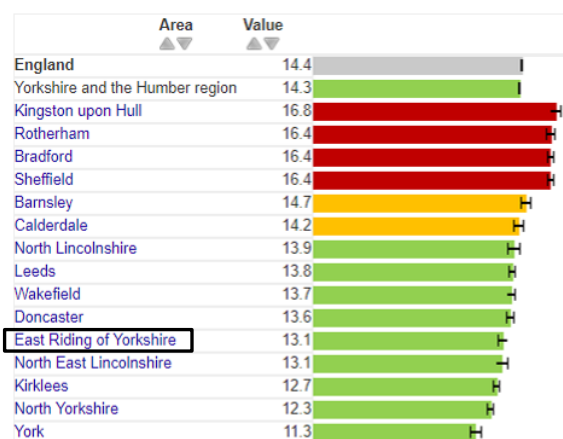 Area Value
England 14.4
Yorkshire and the Humber region 14.3
Kingston upon Hull 16.8
Rotherham 16.4
Bradford 16.4
Sheffield 16.4
Barnsley 14.7
Calderdale 14.2
North Lincolnshire 13.9
Leeds 13.8
Wakefield 13.7
Doncaster 13.6
East Riding of Yorkshire 13.1
North East Lincolnshire 13.1
Kirklees 12.7
North Yorkshire 12.3
York 11.3